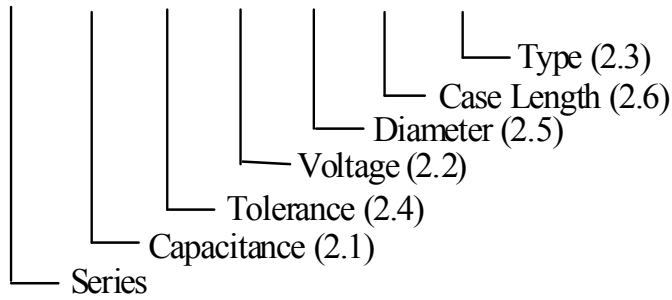 Type (2.3)
Case Length (2.6)
Diameter (2.5)
Voltage (2.2)
Tolerance (2.4)
Capacitance (2.1)
Series